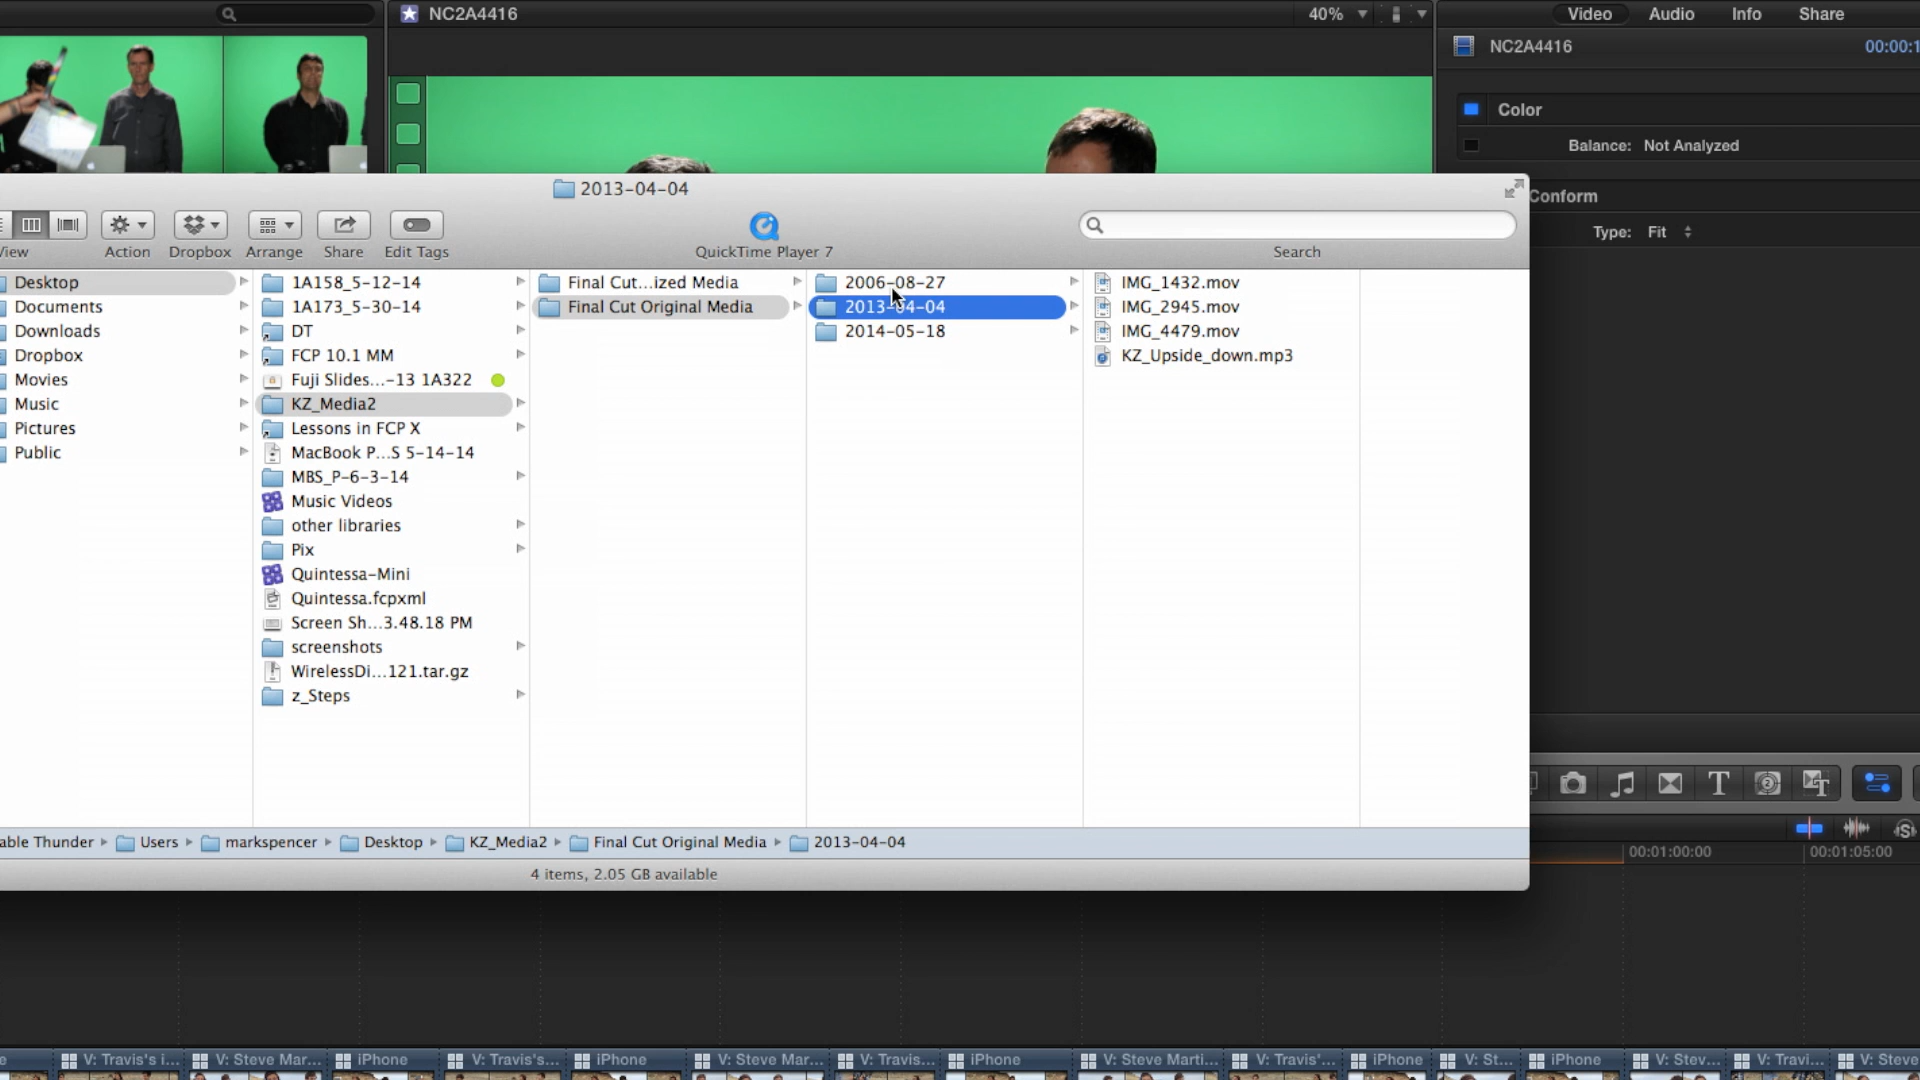 NC2A4416
40%
Video
Audio
Info
Share
NC2A4416
00:00:1
Color
Balance: Not Analyzed
Conform
Type: Fit
2013-04-04
View
Action
Dropbox
Arrange
Share
Edit Tags
QuickTime Player 7
Search
Desktop
Documents
Downloads
Dropbox
Movies
Music
Pictures
Public
1A158_5-12-14
1A173_5-30-14
DT
FCP 10.1 MM
Fuji Slides...-13 1A322
KZ_Media2
Lessons in FCP X
MacBook P...S 5-14-14
MBS_P-6-3-14
Music Videos
other libraries
Pix
Quintessa-Mini
Quintessa.fcpxml
Screen Sh...3.48.18 PM
screenshots
WirelessDi...121.tar.gz
z_Steps
Final Cut...ized Media
Final Cut Original Media
2006-08-27
2013-04-04
2014-05-18
IMG_1432.mov
IMG_2945.mov
IMG_4479.mov
KZ_Upside_down.mp3
able Thunder
Users
markspencer
Desktop
KZ_Media2
Final Cut Original Media
2013-04-04
4 items, 2.05 GB available
00:01:00:00
00:01:05:00
e
V: Travis's i...
V: Steve Mar...
iPhone
V: Travis's...
iPhone
V: Steve Mar...
V: Travis...
iPhone
V: Steve Marti...
V: Travis'...
iPhone
V: St...
iPhone
V: Stev...
V: Travi...
V: Steve